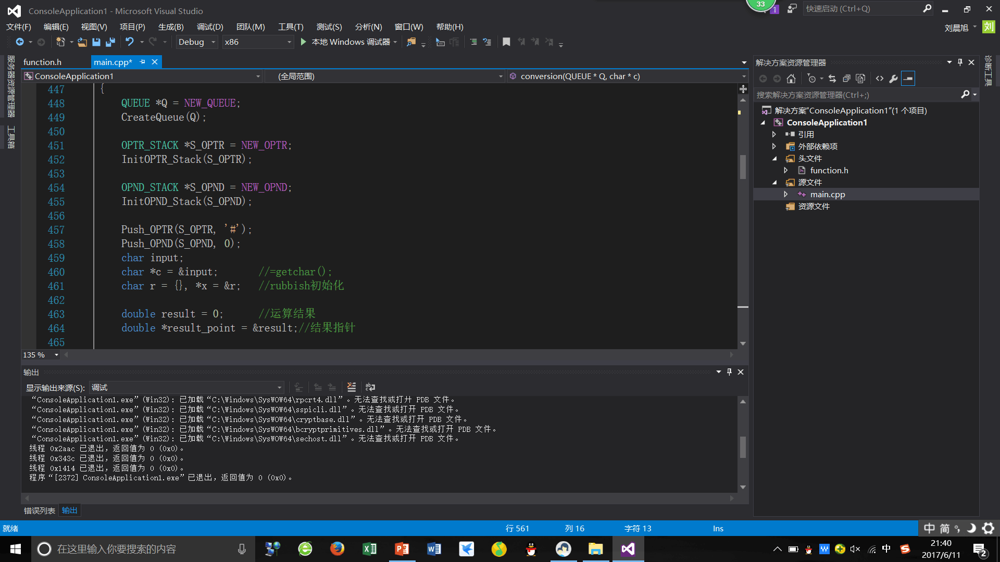 ConsoleApplication1 - Microsoft Visual Studio
33
1
快速启动 (Ctrl+Q)
文件(F) 编辑(E) 视图(V) 项目(P) 生成(B) 调试(D) 团队(M) 工具(T) 测试(S) 分析(N) 窗口(W) 帮助(H)
刘晨旭
刘
Debug x86 本地 Windows 调试器
服务器资源管理器
工具箱
function.h main.cpp*
ConsoleApplication1 (全局范围) conversion(QUEUE * Q, char * c)
447 {
448 QUEUE *Q = NEW_QUEUE;
449 CreateQueue(Q);
450
451 OPTR_STACK *S_OPTR = NEW_OPTR;
452 InitOPTR_Stack(S_OPTR);
453
454 OPND_STACK *S_OPND = NEW_OPND;
455 InitOPND_Stack(S_OPND);
456
457 Push_OPTR(S_OPTR, '#');
458 Push_OPND(S_OPND, 0);
459 char input;
460 char *c = &input; //=getchar();
461 char r = {}, *x = &r; //rubbish初始化
462
463 double result = 0; //运算结果
464 double *result_point = &result;//结果指针
465
135 %
输出
显示输出来源(S): 调试
“ConsoleApplication1.exe”(Win32): 已加载“C:\Windows\SysWOW64\rpcrt4.dll”。无法查找或打开 PDB 文件。
“ConsoleApplication1.exe”(Win32): 已加载“C:\Windows\SysWOW64\sspicli.dll”。无法查找或打开 PDB 文件。
“ConsoleApplication1.exe”(Win32): 已加载“C:\Windows\SysWOW64\cryptbase.dll”。无法查找或打开 PDB 文件。
“ConsoleApplication1.exe”(Win32): 已加载“C:\Windows\SysWOW64\bcryptprimitives.dll”。无法查找或打开 PDB 文件。
“ConsoleApplication1.exe”(Win32): 已加载“C:\Windows\SysWOW64\sechost.dll”。无法查找或打开 PDB 文件。
线程 0x2aac 已退出，返回值为 0 (0x0)。
线程 0x343c 已退出，返回值为 0 (0x0)。
线程 0x1414 已退出，返回值为 0 (0x0)。
程序“[2372] ConsoleApplication1.exe”已退出，返回值为 0 (0x0)。
错误列表 输出
解决方案资源管理器
搜索解决方案资源管理器(Ctrl+;)
解决方案“ConsoleApplication1”(1 个项目)
ConsoleApplication1
引用
外部依赖项
头文件
function.h
源文件
main.cpp
资源文件
诊断工具
就绪 行 561 列 16 字符 13 Ins
中 简
在这里输入你要搜索的内容
中
21:40
2017/6/11
2